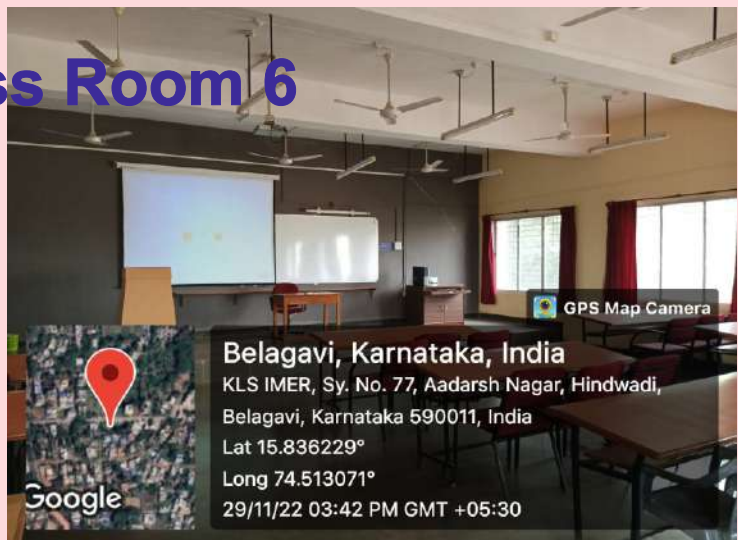 ss Room 6
GPS Map Camera
Belagavi, Karnataka, India
KLS IMER, Sy. No. 77, Aadarsh Nagar, Hindwadi,
Belagavi, Karnataka 590011, India
Lat 15.836229°
Long 74.513071°
29/11/22 03:42 PM GMT +05:30
Google